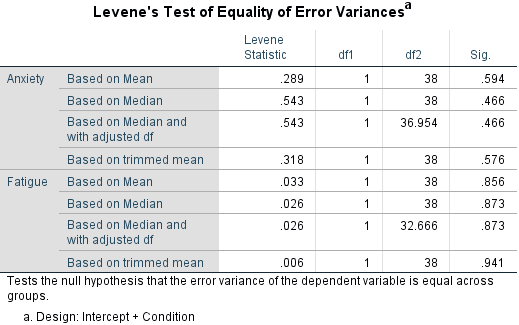 Levene's Test of Equality of Error Variancesa
Levene Statistic df1 df2 Sig.
Anxiety Based on Mean .289 1 38 .594
Based on Median .543 1 38 .466
Based on Median and with adjusted df .543 1 36.954 .466
Based on trimmed mean .318 1 38 .576
Fatigue Based on Mean .033 1 38 .856
Based on Median .026 1 38 .873
Based on Median and with adjusted df .026 1 32.666 .873
Based on trimmed mean .006 1 38 .941
Tests the null hypothesis that the error variance of the dependent variable is equal across
groups.
a. Design: Intercept + Condition